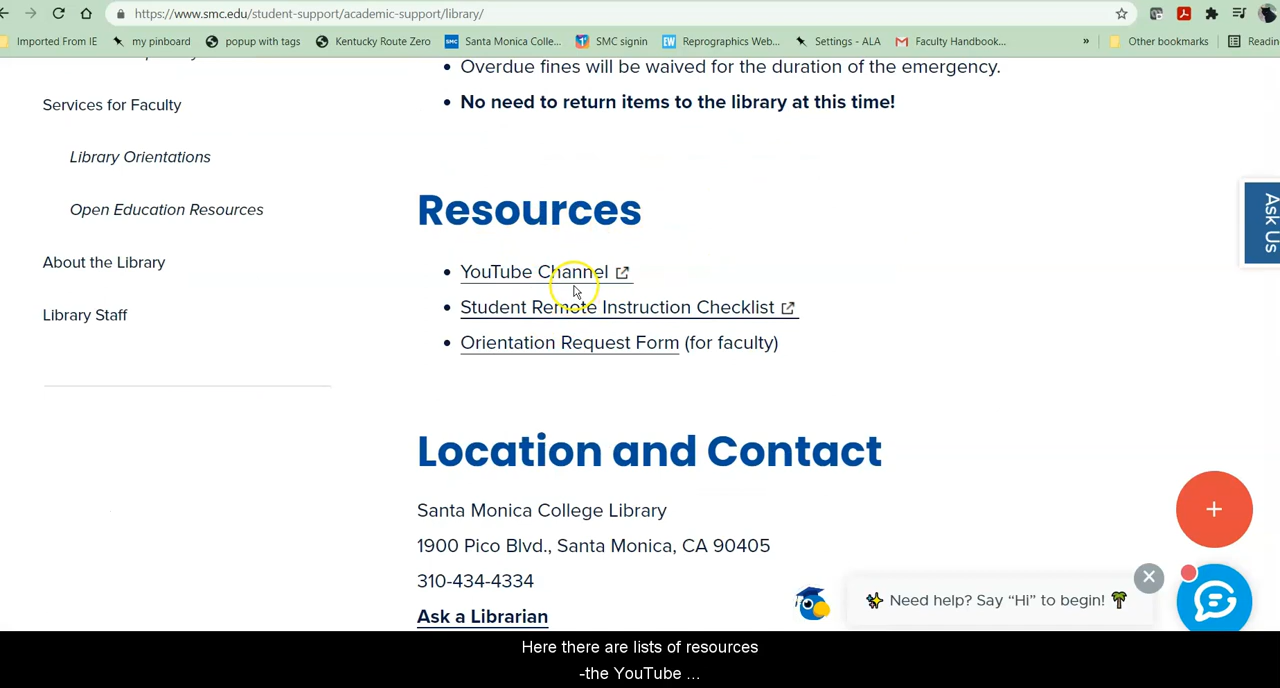 https://www.smc.edu/student-support/academic-support/library/
Imported From IE my pinboard popup with tags Kentucky Route Zero SMC Santa Monica Colle... SMC signin EW Reprographics Web... Settings - ALA Faculty Handbook... » Other bookmarks Readin
Services for Faculty
Library Orientations
Open Education Resources
About the Library
Library Staff
• Overdue fines will be waived for the duration of the emergency.
• No need to return items to the library at this time!
Resources
• YouTube Channel
• Student Remote Instruction Checklist
• Orientation Request Form (for faculty)
Location and Contact
Santa Monica College Library
1900 Pico Blvd., Santa Monica, CA 90405
310-434-4334
Ask a Librarian
Ask Us
+
✨ Need help? Say “Hi” to begin! 🌴
Here there are lists of resources
-the YouTube ...